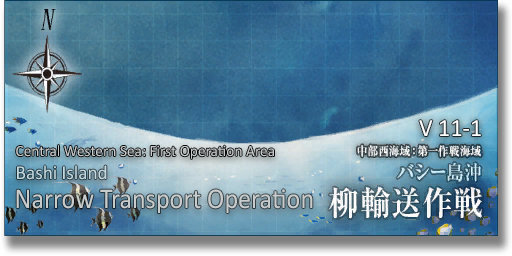 N
V 11-1
Central Western Sea: First Operation Area
中部西海域：第一作戦海域
Bashi Island
バシー島沖
Narrow Transport Operation
柳輸送作戦